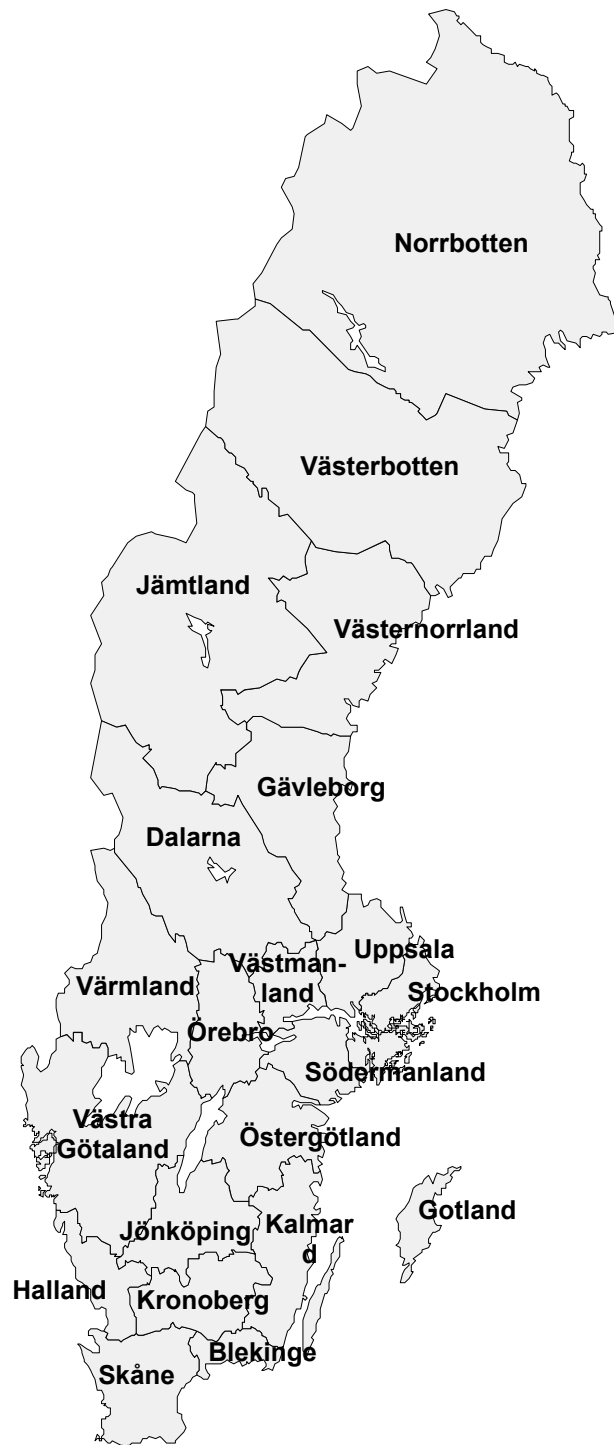 Norrbotten
Västerbotten
Jämtland
Västernorrland
Gävleborg
Dalarna
Uppsala
Västman-
land
Värmland
Stockholm
Örebro
Södermanland
Västra
Götaland
Östergötland
Gotland
Kalmar
d
Jönköping
Halland
Kronoberg
Blekinge
Skåne